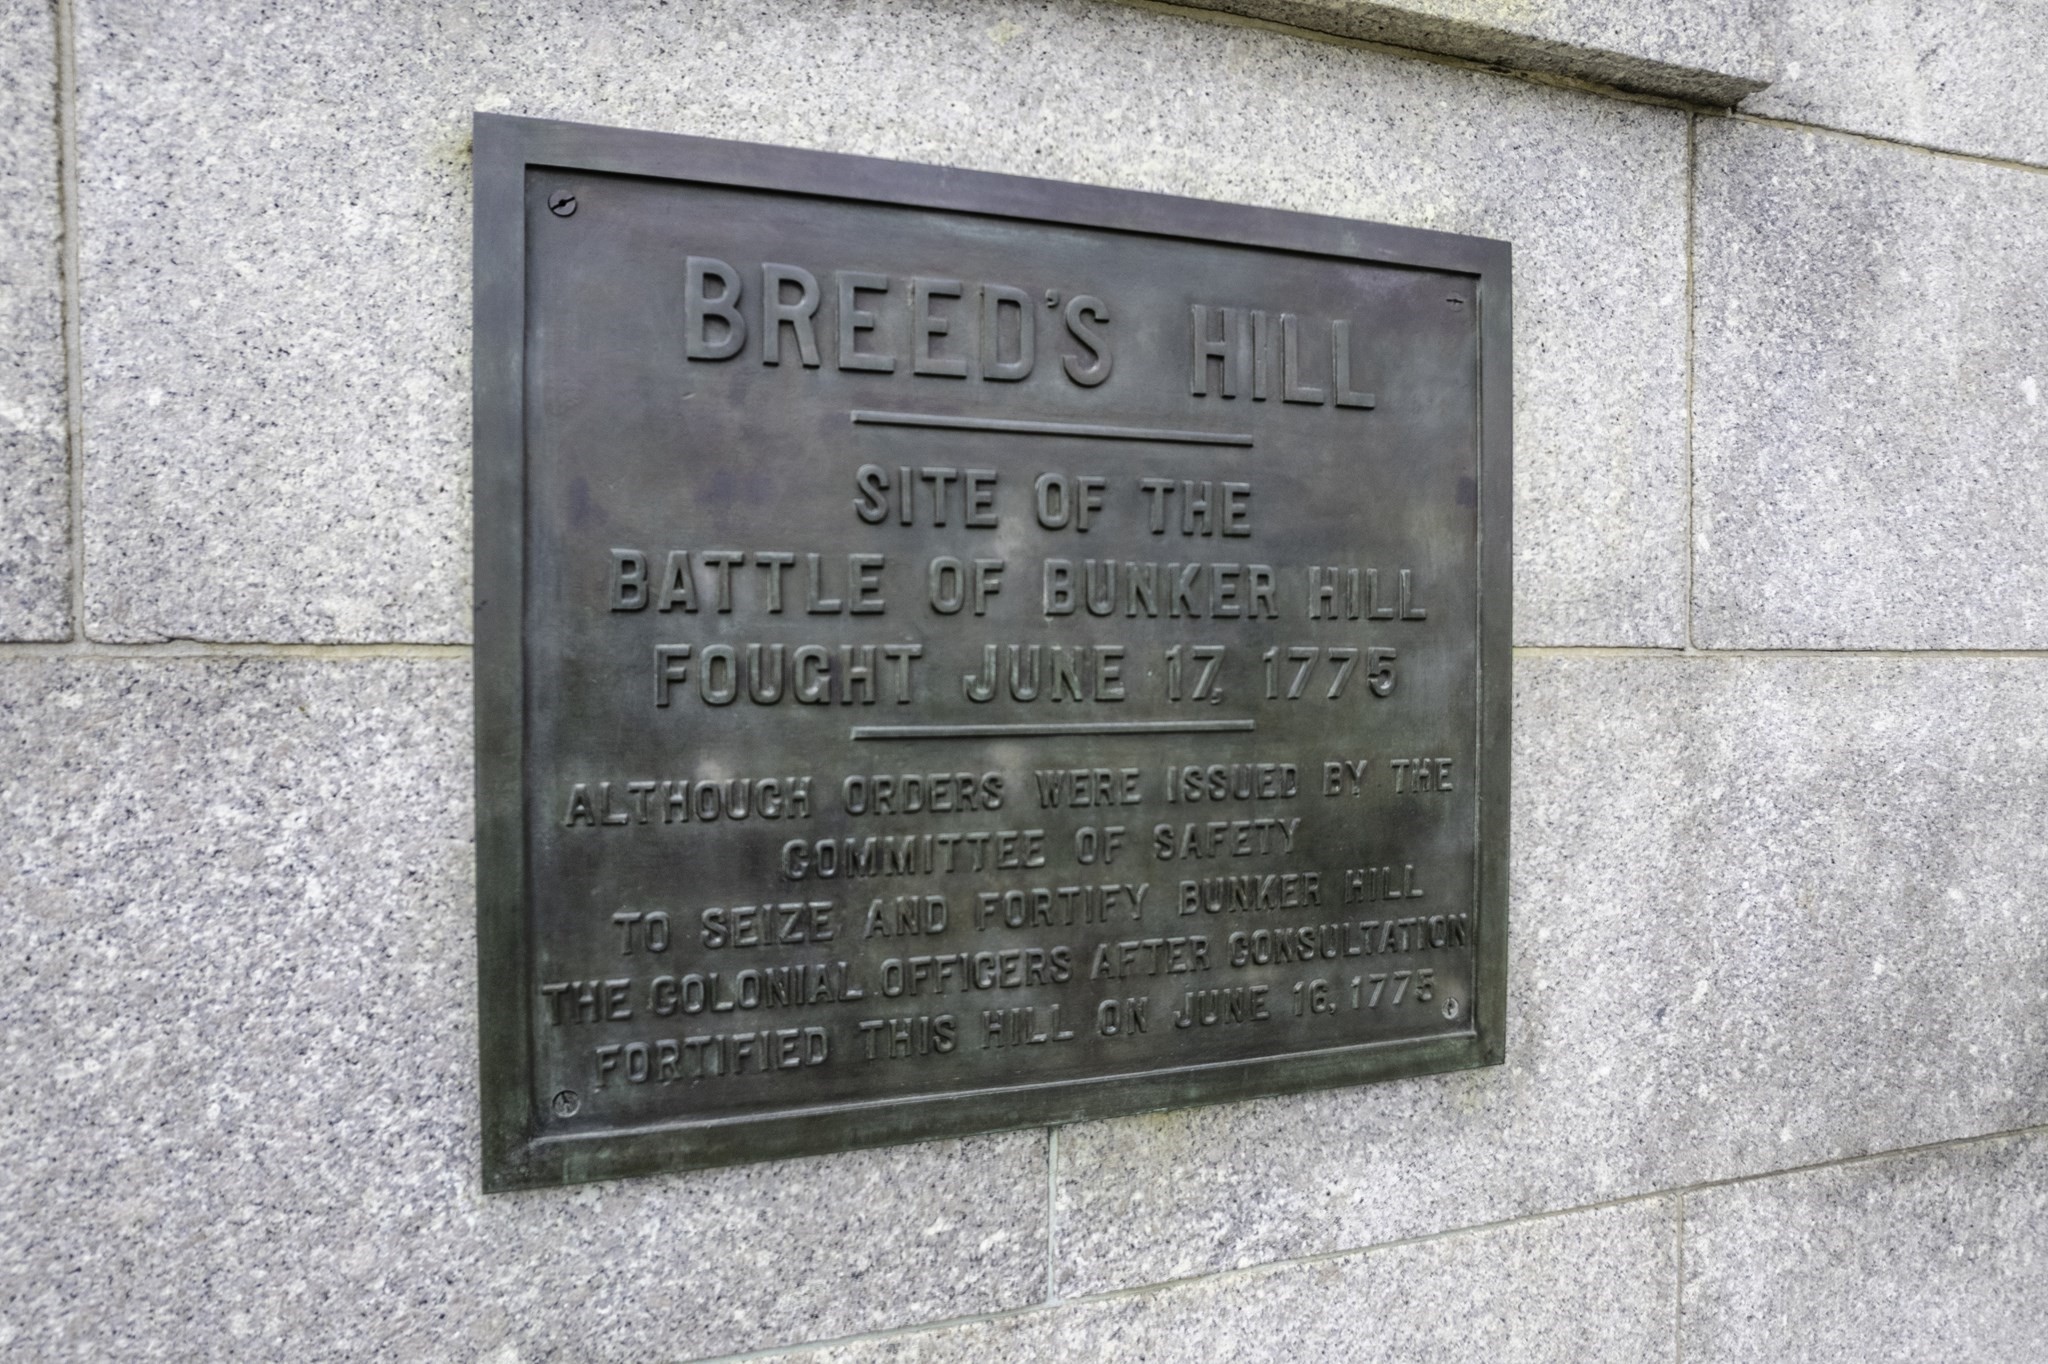 BREED'S HILL
SITE OF THE
BATTLE OF BUNKER HILL
FOUGHT JUNE 17, 1775
ALTHOUGH ORDERS WERE ISSUED BY THE
COMMITTEE OF SAFETY
TO SEIZE AND FORTIFY BUNKER HILL
THE COLONIAL OFFICERS AFTER CONSULTATION
FORTIFIED THIS HILL ON JUNE 16, 1775